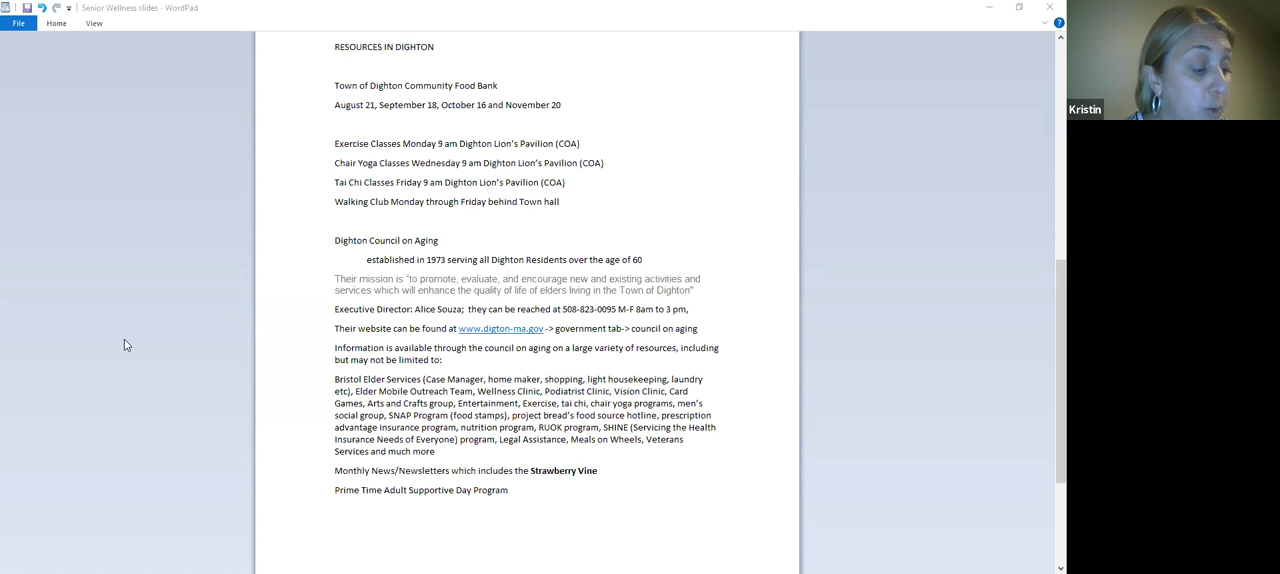 Senior Wellness slides - WordPad
File Home View
RESOURCES IN DIGHTON
Town of Dighton Community Food Bank
August 21, September 18, October 16 and November 20
Exercise Classes Monday 9 am Dighton Lion's Pavilion (COA)
Chair Yoga Classes Wednesday 9 am Dighton Lion's Pavilion (COA)
Tai Chi Classes Friday 9 am Dighton Lion's Pavilion (COA)
Walking Club Monday through Friday behind Town hall
Dighton Council on Aging
established in 1973 serving all Dighton Residents over the age of 60
Their mission is "to promote, evaluate, and encourage new and existing activities and
services which will enhance the quality of life of elders living in the Town of Dighton"
Executive Director: Alice Souza; they can be reached at 508-823-0095 M-F 8am to 3 pm,
Their website can be found at www.digton-ma.gov -> government tab-> council on aging
Information is available through the council on aging on a large variety of resources, including
but may not be limited to:
Bristol Elder Services (Case Manager, home maker, shopping, light housekeeping, laundry
etc), Elder Mobile Outreach Team, Wellness Clinic, Podiatrist Clinic, Vision Clinic, Card
Games, Arts and Crafts group, Entertainment, Exercise, tai chi, chair yoga programs, men's
social group, SNAP Program (food stamps), project bread's food source hotline, prescription
advantage insurance program, nutrition program, RUOK program, SHINE (Servicing the Health
Insurance Needs of Everyone) program, Legal Assistance, Meals on Wheels, Veterans
Services and much more
Monthly News/Newsletters which includes the Strawberry Vine
Prime Time Adult Supportive Day Program
Kristin